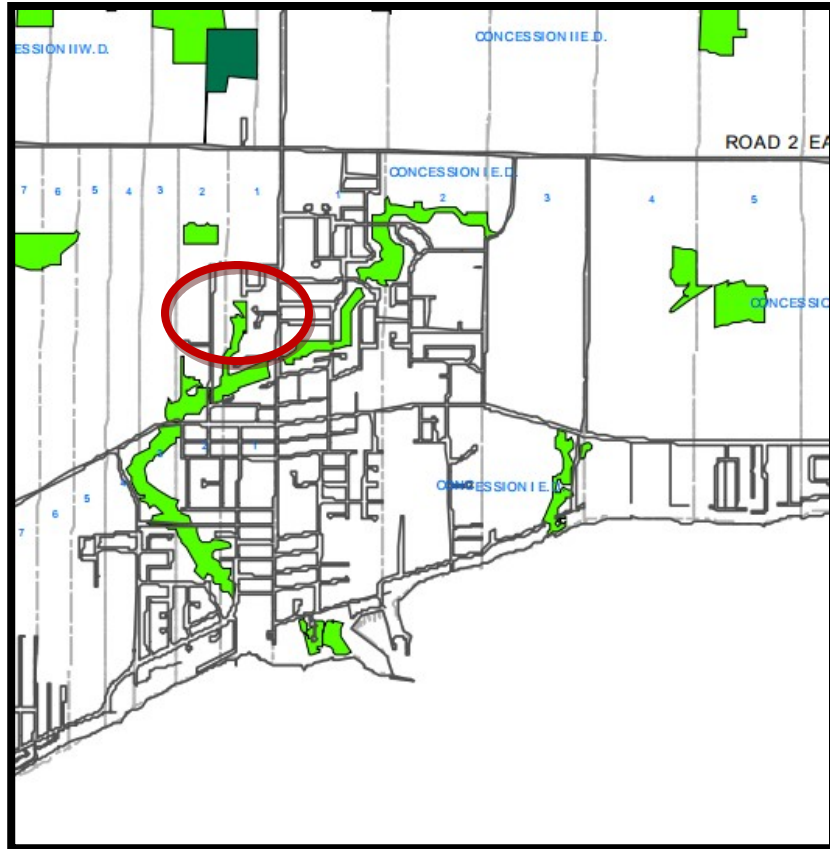 ESSION II W. D.
CONCESSION II E. D.
ROAD 2 EA
CONCESSION I E. D.
7 6 5 4 3 2 1 1 2 3 4 5
CONCESSIO
3 2 1
CONCESSION I E.
4
5
6
7